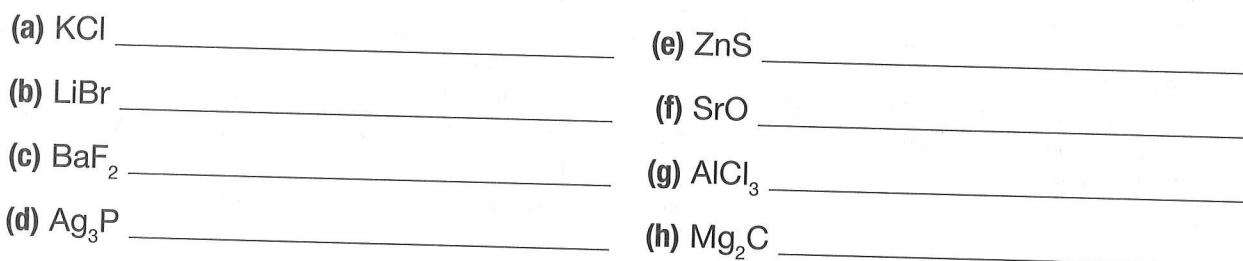 (a) KCl
(b) LiBr
(c) BaF₂
(d) Ag₃P
(e) ZnS
(f) SrO
(g) AlCl₃
(h) Mg₂C